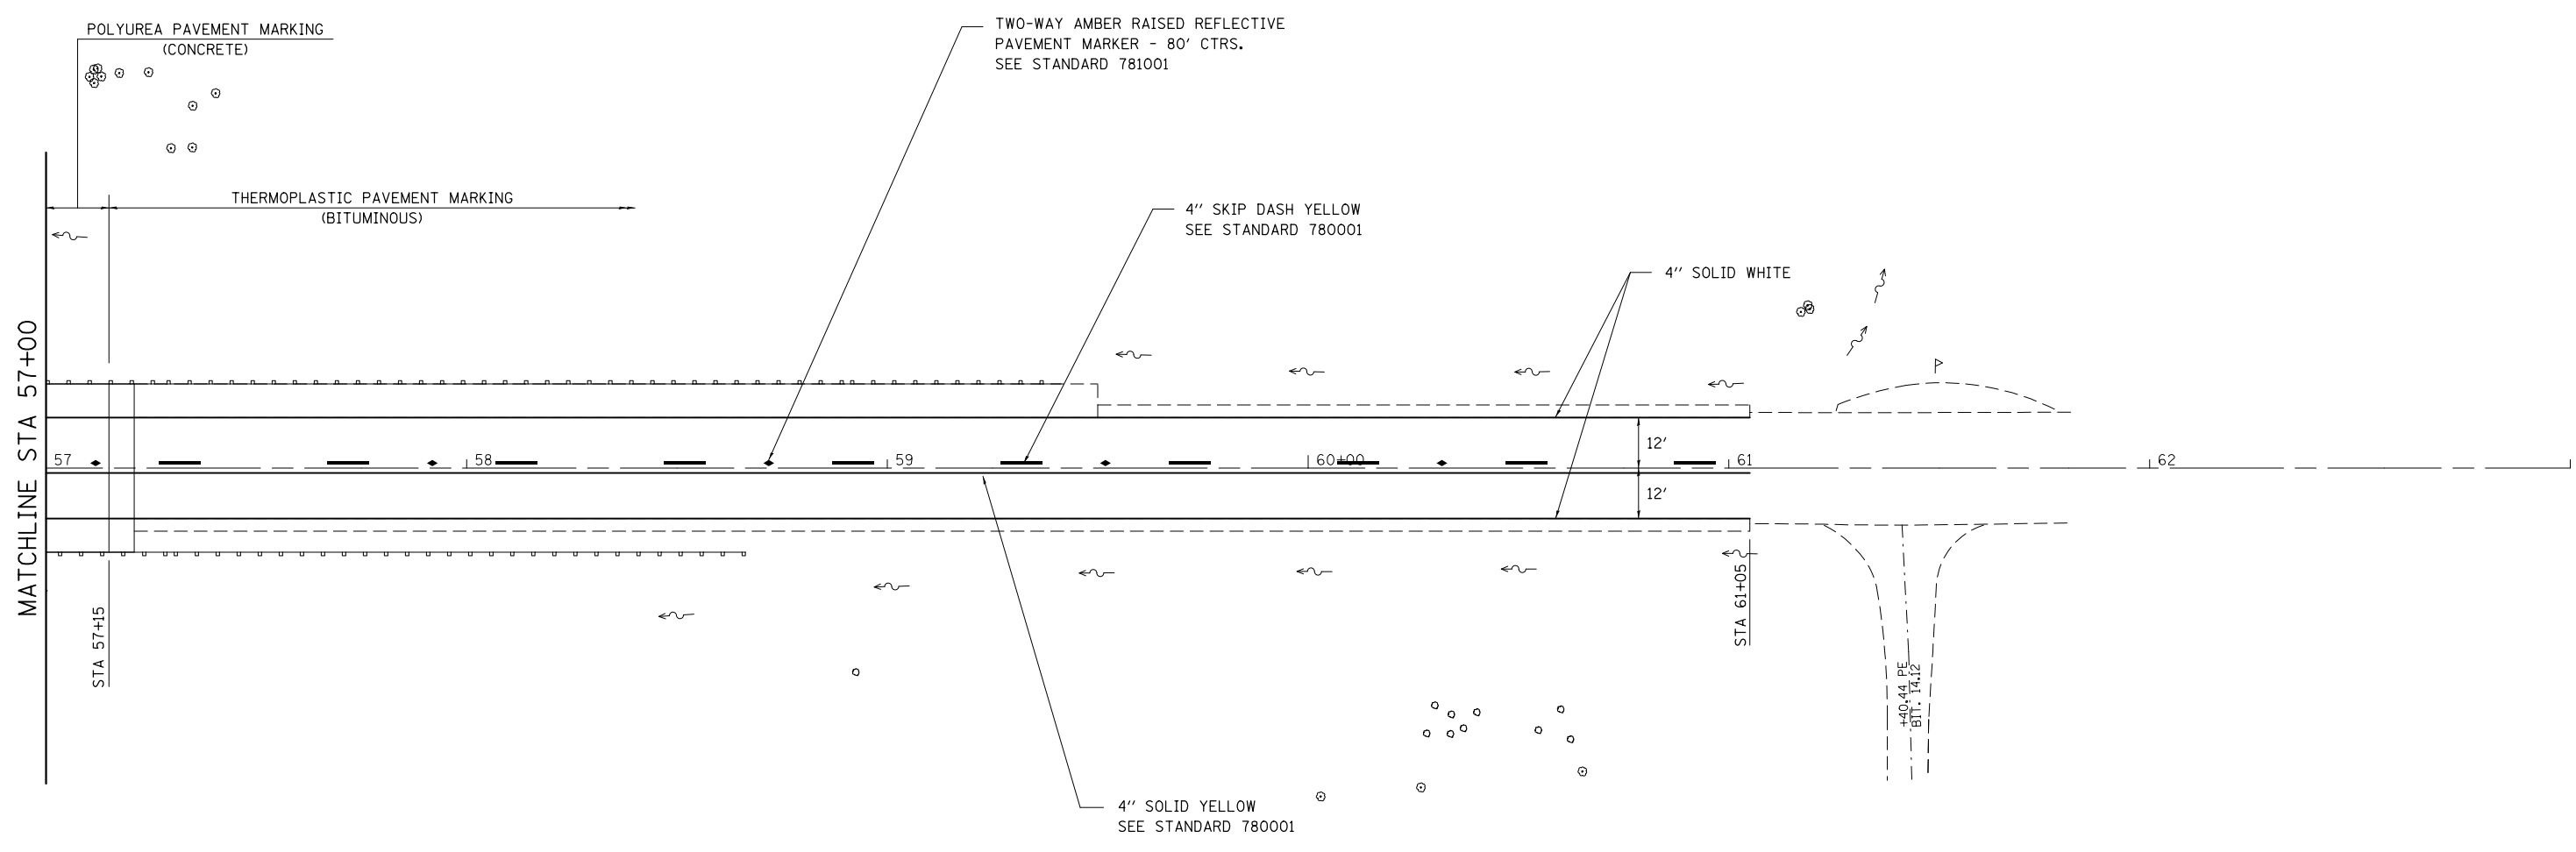 POLYUREA PAVEMENT MARKING
(CONCRETE)
TWO-WAY AMBER RAISED REFLECTIVE
PAVEMENT MARKER - 80' CTRS.
SEE STANDARD 781001
THERMOPLASTIC PAVEMENT MARKING
(BITUMINOUS)
4" SKIP DASH YELLOW
SEE STANDARD 780001
4" SOLID WHITE
MATCHLINE STA 57+00
57
58
59
60+00
61
62
12'
12'
STA 57+15
STA 61+05
+40.44 PE
BIT. 14.12
4" SOLID YELLOW
SEE STANDARD 780001